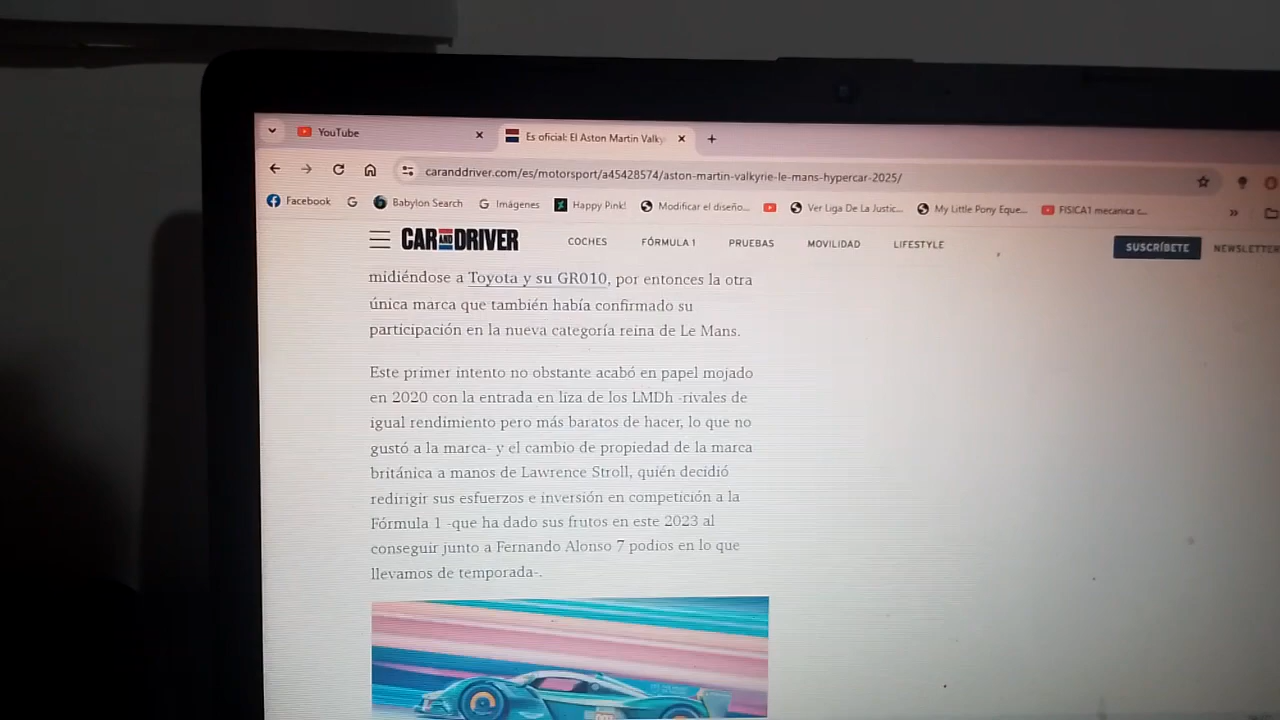 YouTube
Es oficial: El Aston Martin Valky
caranddriver.com/es/motorsport/a45428574/aston-martin-valkyrie-le-mans-hypercar-2025/
Facebook
Babylon Search
Imágenes
Happy Pink!
Modificar el diseño...
Ver Liga De La Justic...
My Little Pony Eque...
FISICA1 mecanica c...
CAR AND DRIVER
COCHES
FÓRMULA 1
PRUEBAS
MOVILIDAD
LIFESTYLE
SUSCRÍBETE
NEWSLETTER
midiéndose a Toyota y su GR010, por entonces la otra
única marca que también había confirmado su
participación en la nueva categoría reina de Le Mans.
Este primer intento no obstante acabó en papel mojado
en 2020 con la entrada en liza de los LMDh -rivales de
igual rendimiento pero más baratos de hacer, lo que no
gustó a la marca- y el cambio de propiedad de la marca
británica a manos de Lawrence Stroll, quién decidió
redirigir sus esfuerzos e inversión en competición a la
Fórmula 1 -que ha dado sus frutos en este 2023 al
conseguir junto a Fernando Alonso 7 podios en lo que
llevamos de temporada-.